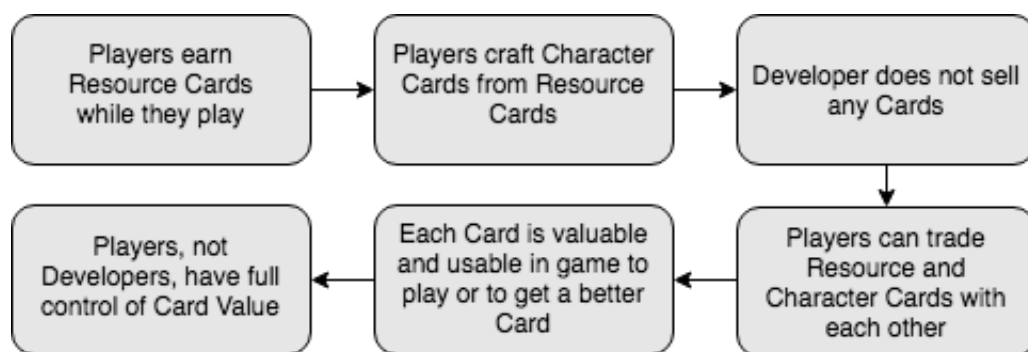 Players earn
Resource Cards
while they play
Players craft Character
Cards from Resource
Cards
Developer does not sell
any Cards
Players can trade
Resource and
Character Cards with
each other
Each Card is valuable
and usable in game to
play or to get a better
Card
Players, not
Developers, have full
control of Card Value